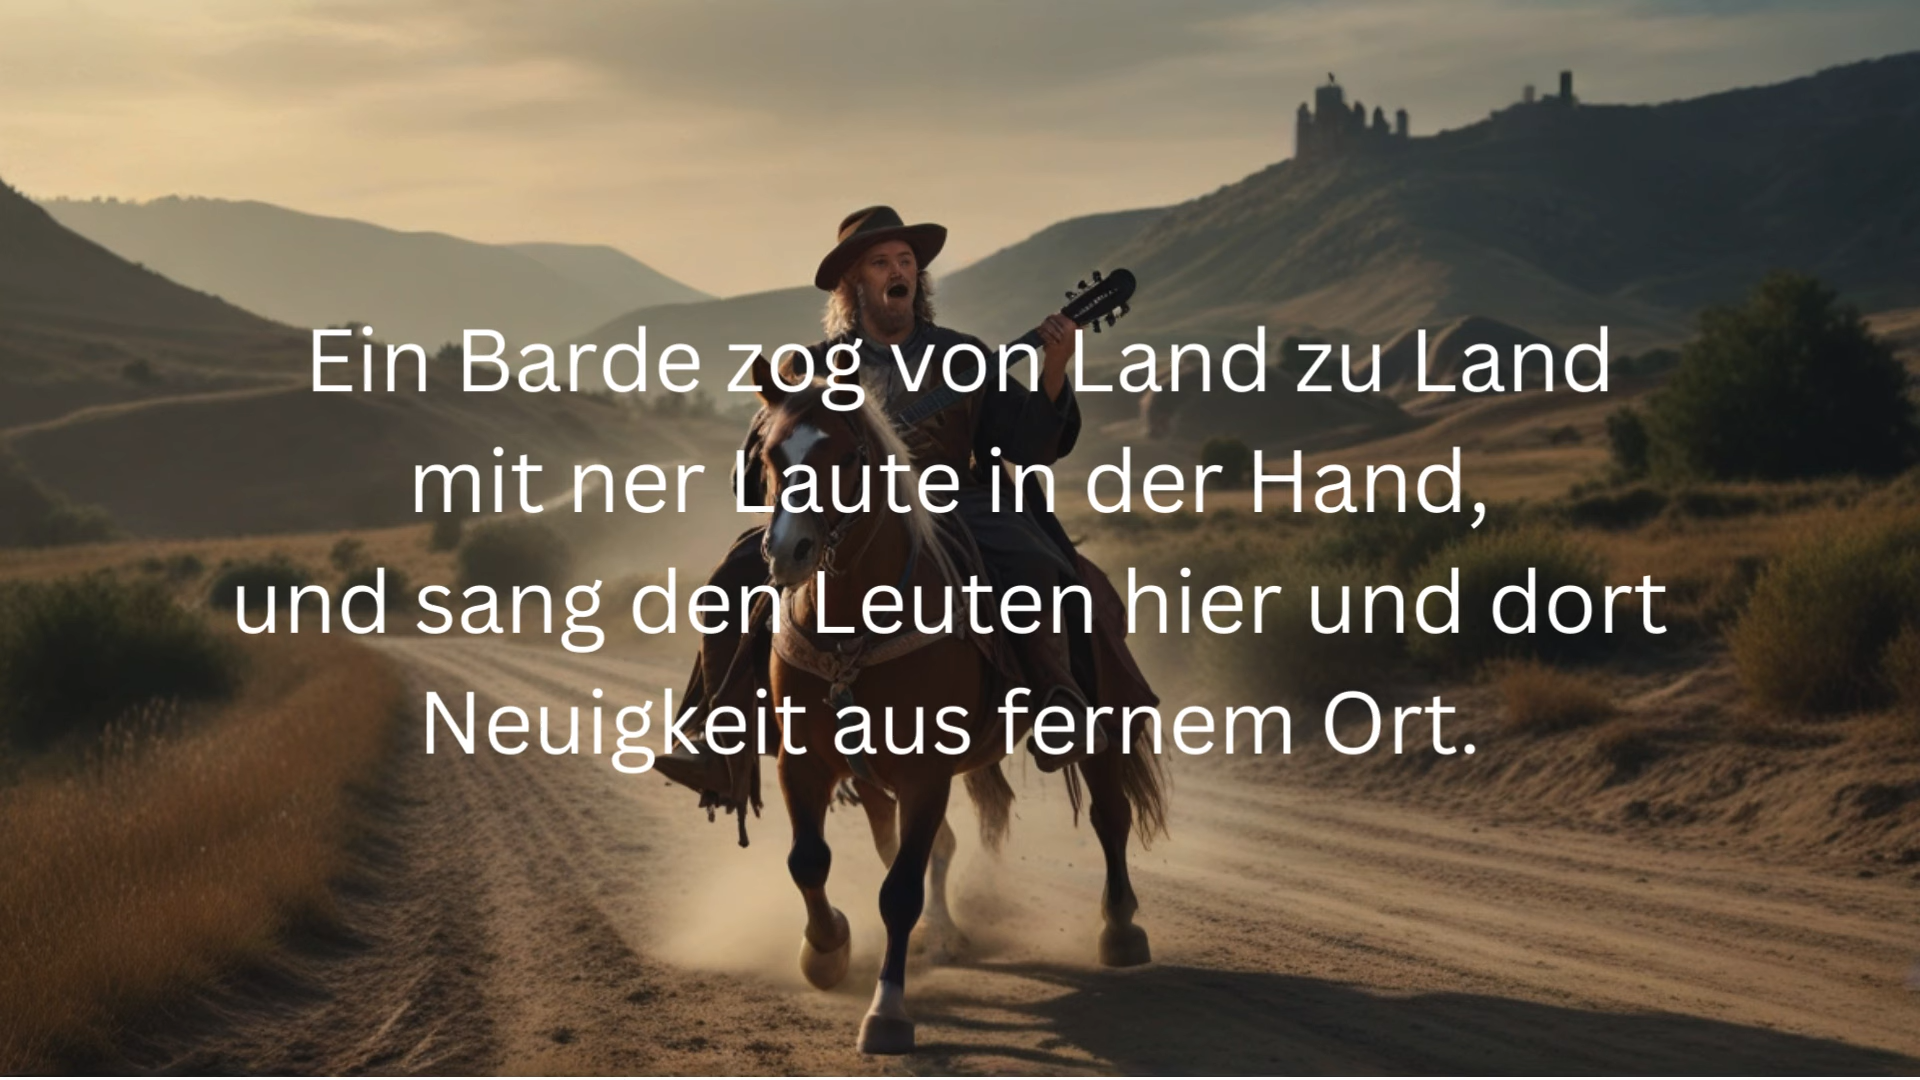 Ein Barde zog von Land zu Land
mit ner Laute in der Hand,
und sang den Leuten hier und dort
Neuigkeit aus fernem Ort.